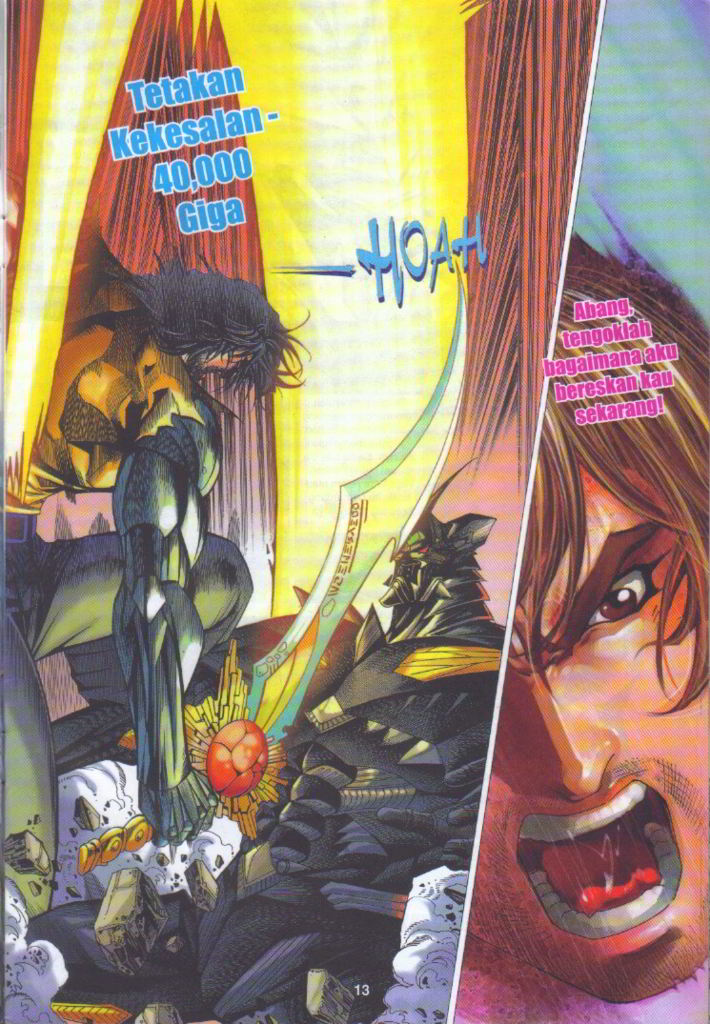 Tetakan
Kekesalan -
40,000
Giga
HOAH
Abang,
tengoklah
bagaimana aku
bereskan kau
sekarang!
13